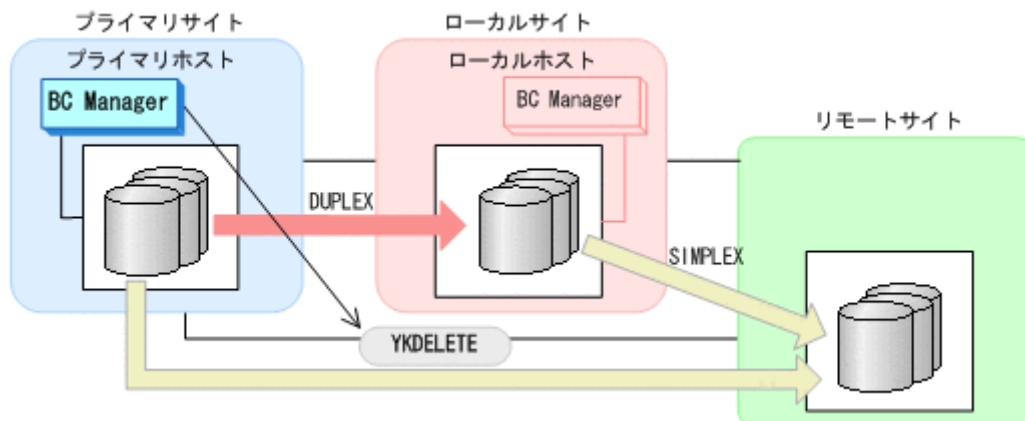 プライマリサイト
プライマリホスト
BC Manager
ローカルサイト
ローカルホスト
BC Manager
リモートサイト
DUPLEX
SIMPLEX
YKDELETE